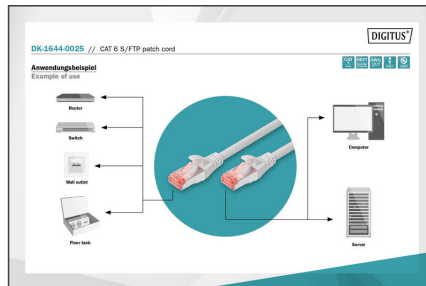 DIGITUS®
DK-1644-0025 // CAT 6 S/FTP patch cord
Anwendungsbeispiel
Example of use
CAT
Router
Switch
Wall outlet
Floor tank
Computer
Server